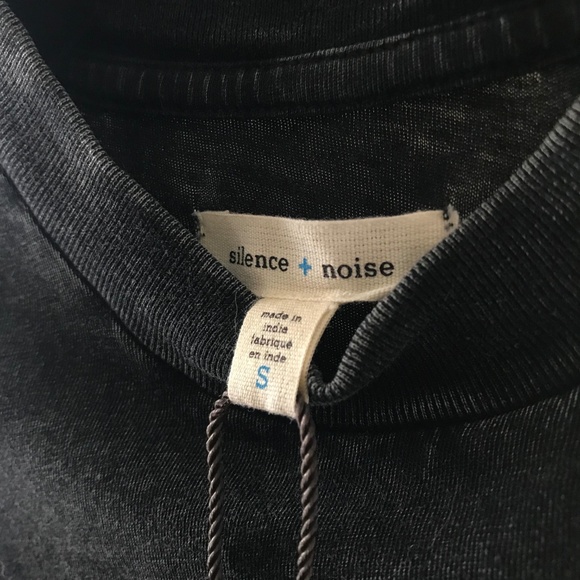 silence + noise
made in
india
fabriqué
en inde
S